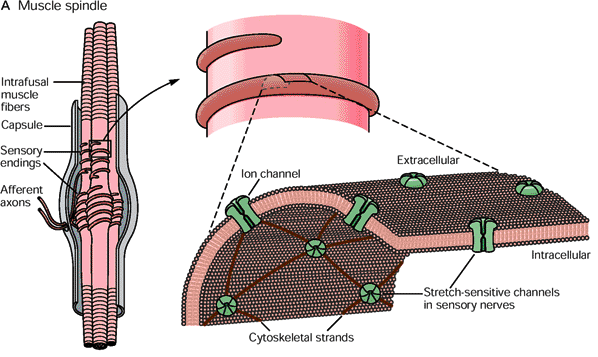 A Muscle spindle
Intrafusal
muscle
fibers
Capsule
Sensory
endings
Afferent
axons
Ion channel
Extracellular
Intracellular
Stretch-sensitive channels
in sensory nerves
Cytoskeletal strands